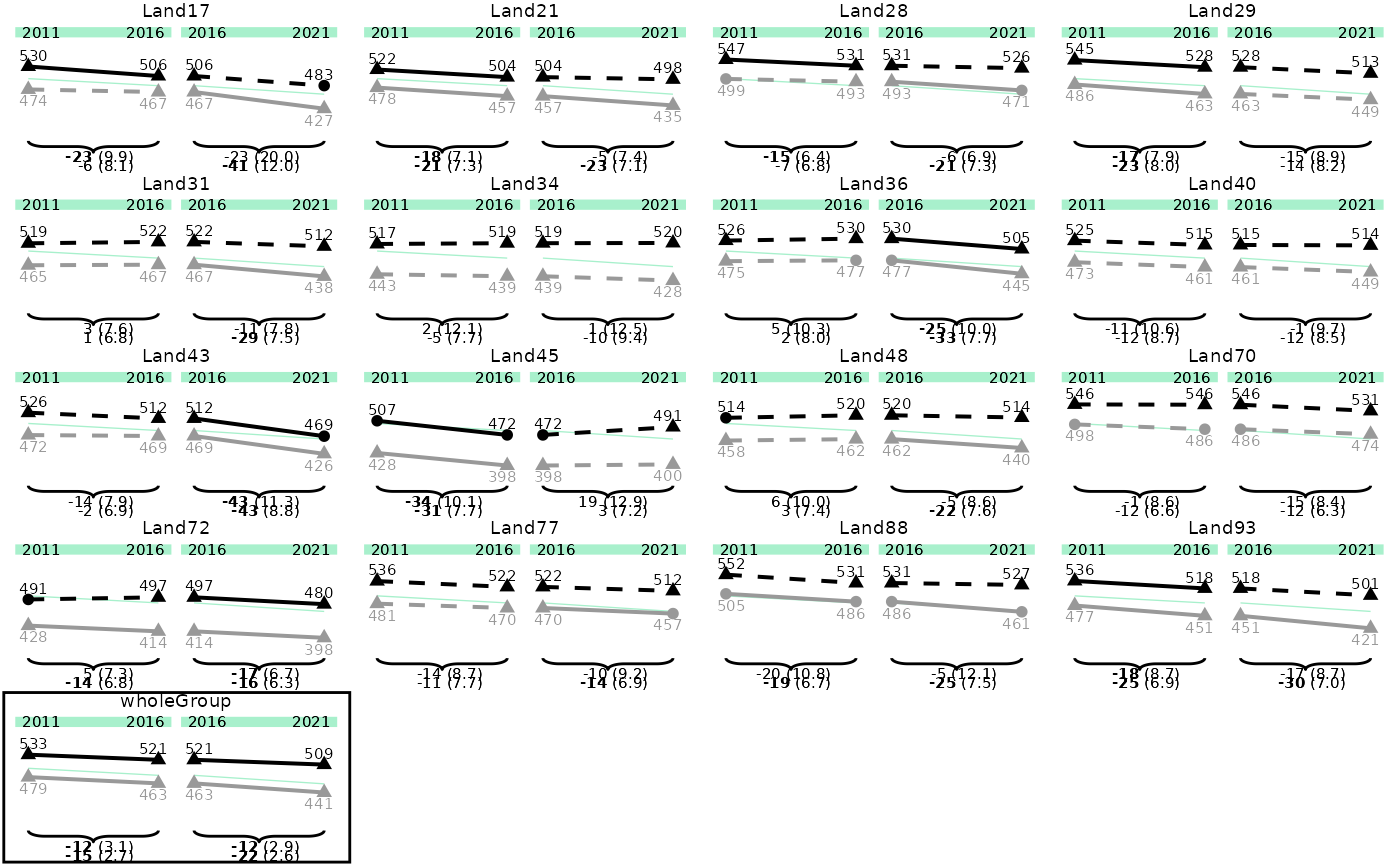 Land17 Land21 Land28 Land29
2011 2016 2016 2021 2011 2016 2016 2021 2011 2016 2016 2021 2011 2016 2016 2021
530 506 506 483 522 504 504 498 547 531 531 526 545 528 528 513
474 467 467 427 478 457 457 435 499 493 493 471 486 463 463 449
-23 (9.9) -23 (20.0) -18 (7.1) -5 (7.4) -15 (6.4) -6 (6.9) -17 (7.9) -15 (8.9)
-6 (8.1) -41 (12.0) -21 (7.3) -23 (7.1) -7 (6.8) -21 (7.3) -23 (8.0) -14 (8.2)
Land31 Land34 Land36 Land40
2011 2016 2016 2021 2011 2016 2016 2021 2011 2016 2016 2021 2011 2016 2016 2021
519 522 522 512 517 519 519 520 526 530 530 505 525 515 515 514
465 467 467 438 443 439 439 428 475 477 477 445 473 461 461 449
3 (7.6) -11 (7.8) 2 (12.1) 1 (12.5) 5 (10.3) -25 (10.0) -11 (10.6) -1 (9.7)
1 (6.8) -29 (7.5) -5 (7.7) -10 (9.4) 2 (8.0) -33 (7.7) -12 (8.7) -12 (8.5)
Land43 Land45 Land48 Land70
2011 2016 2016 2021 2011 2016 2016 2021 2011 2016 2016 2021 2011 2016 2016 2021
526 512 512 469 507 472 472 491 514 520 520 514 546 546 546 531
472 469 469 426 428 398 398 400 458 462 462 440 498 486 486 474
-14 (7.9) -43 (11.3) -34 (10.1) 19 (12.9) 6 (10.0) -5 (8.6) -1 (8.6) -15 (8.4)
-2 (6.9) -43 (8.8) -31 (7.7) 3 (7.2) 3 (7.4) -22 (7.6) -12 (6.6) -12 (6.3)
Land72 Land77 Land88 Land93
2011 2016 2016 2021 2011 2016 2016 2021 2011 2016 2016 2021 2011 2016 2016 2021
491 497 497 480 536 522 522 512 552 531 531 527 536 518 518 501
428 414 414 398 481 470 470 457 505 486 486 461 477 451 451 421
5 (7.3) -17 (6.7) -14 (8.7) -10 (9.2) -20 (10.8) -5 (12.1) -18 (8.7) -17 (8.7)
-14 (6.8) -16 (6.3) -11 (7.7) -14 (6.9) -19 (6.7) -25 (7.5) -25 (6.9) -30 (7.0)
wholeGroup
2011 2016 2016 2021
533 521 521 509
479 463 463 441
-12 (3.1) -12 (2.9)
-15 (2.7) -22 (2.6)